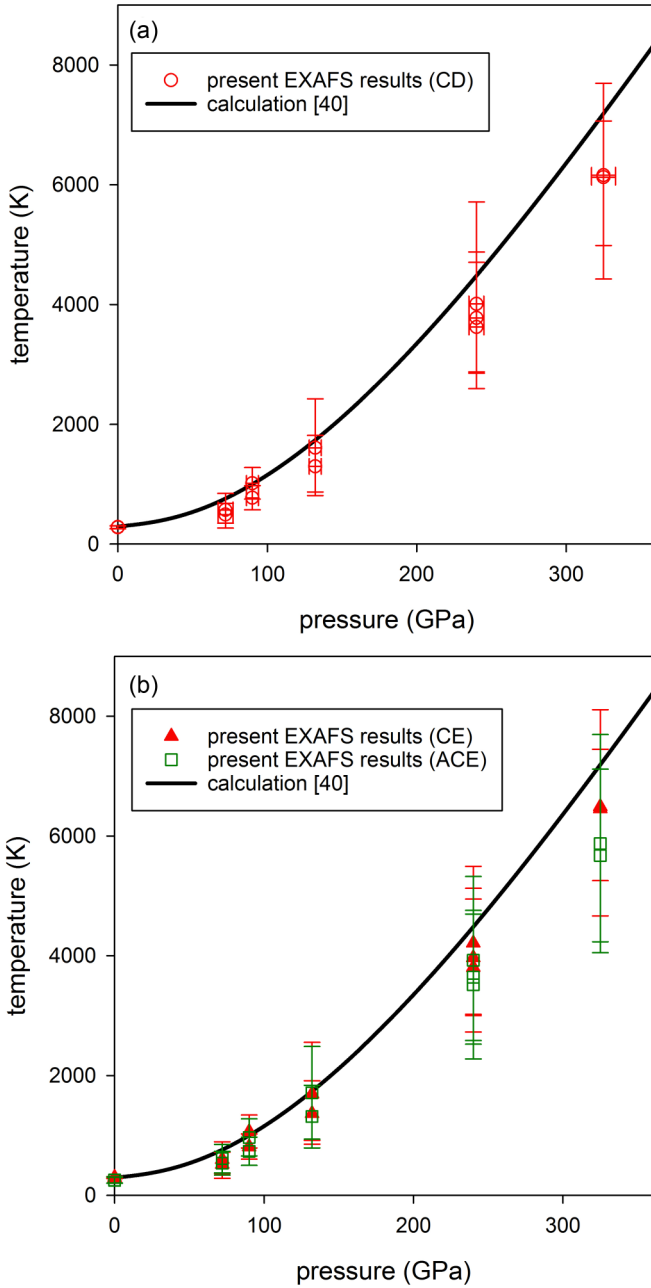 (a)
present EXAFS results (CD)
calculation [40]
8000
6000
4000
2000
0
temperature (K)
0 100 200 300
pressure (GPa)
(b)
present EXAFS results (CE)
present EXAFS results (ACE)
calculation [40]
8000
6000
4000
2000
0
temperature (K)
0 100 200 300
pressure (GPa)